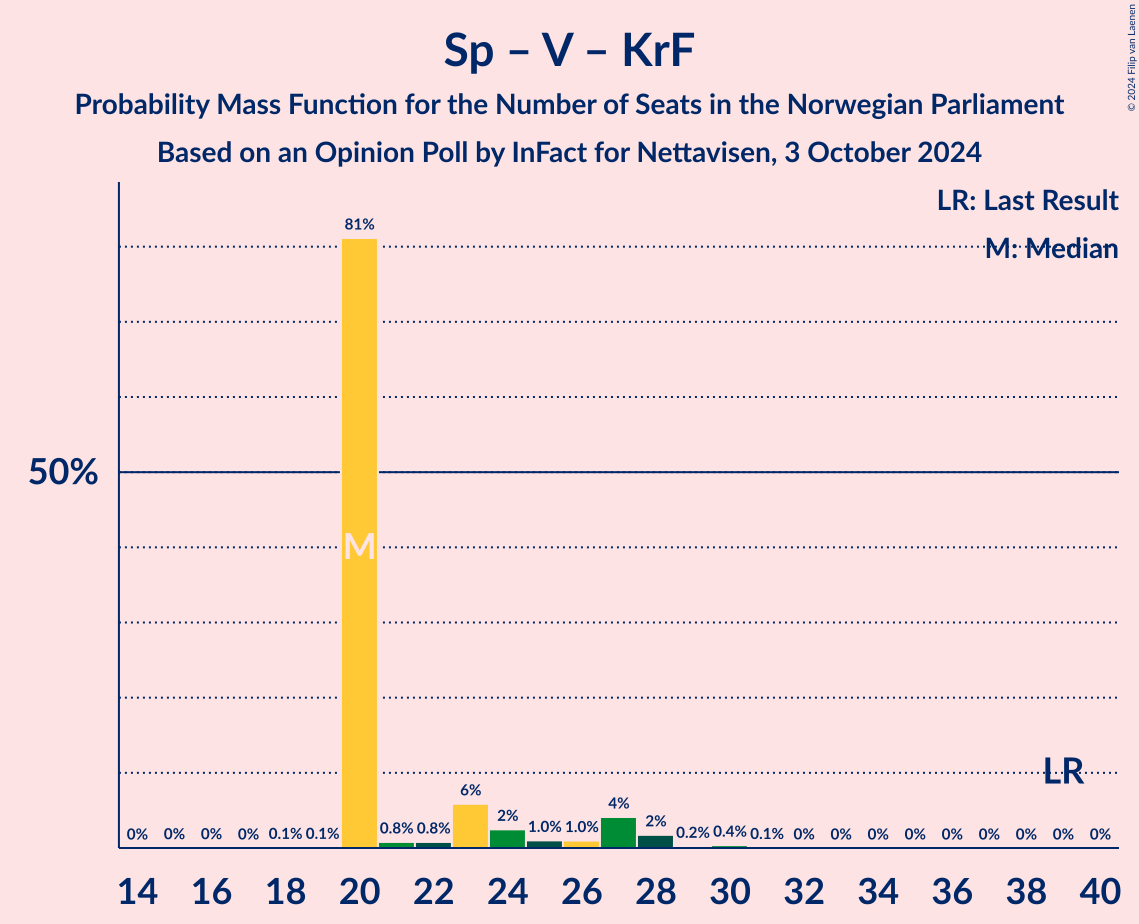 Sp – V – KrF
Probability Mass Function for the Number of Seats in the Norwegian Parliament
Based on an Opinion Poll by InFact for Nettavisen, 3 October 2024
© 2024 Filip van Laenen
LR: Last Result
M: Median
50%
81%
M
LR
0% 0% 0% 0% 0.1% 0.1% 0.8% 0.8% 6% 2% 1.0% 1.0% 4% 2% 0.2% 0.4% 0.1% 0% 0% 0% 0% 0% 0% 0% 0% 0%
14 16 18 20 22 24 26 28 30 32 34 36 38 40